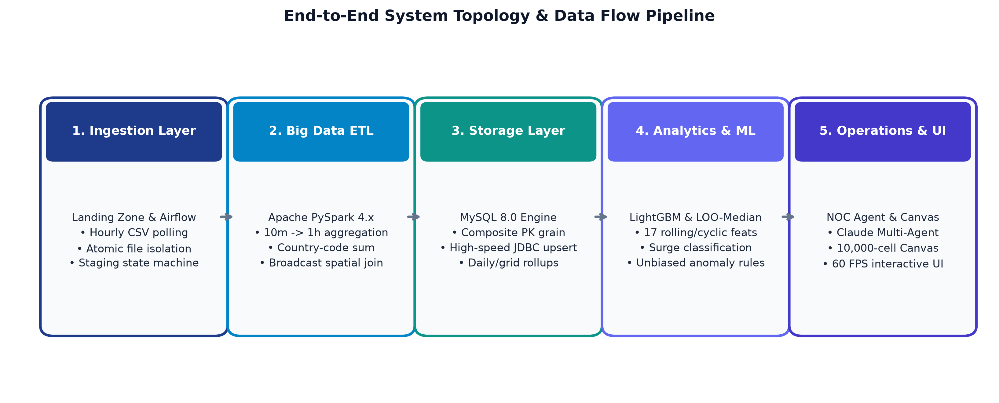 End-to-End System Topology & Data Flow Pipeline
1. Ingestion Layer
Landing Zone & Airflow
• Hourly CSV polling
• Atomic file isolation
• Staging state machine
2. Big Data ETL
Apache PySpark 4.x
• 10m -> 1h aggregation
• Country-code sum
• Broadcast spatial join
3. Storage Layer
MySQL 8.0 Engine
• Composite PK grain
• High-speed JDBC upsert
• Daily/grid rollups
4. Analytics & ML
LightGBM & LOO-Median
• 17 rolling/cyclic feats
• Surge classification
• Unbiased anomaly rules
5. Operations & UI
NOC Agent & Canvas
• Claude Multi-Agent
• 10,000-cell Canvas
• 60 FPS interactive UI